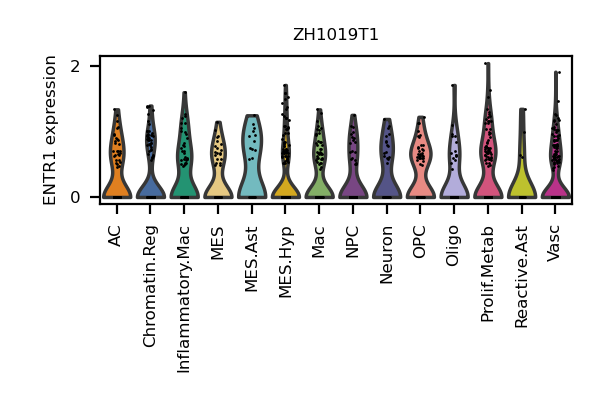 ZH1019T1
ENTR1 expression
2
0
AC
Chromatin.Reg
Inflammatory.Mac
MES
MES.Ast
MES.Hyp
Mac
NPC
Neuron
OPC
Oligo
Prolif.Metab
Reactive.Ast
Vasc